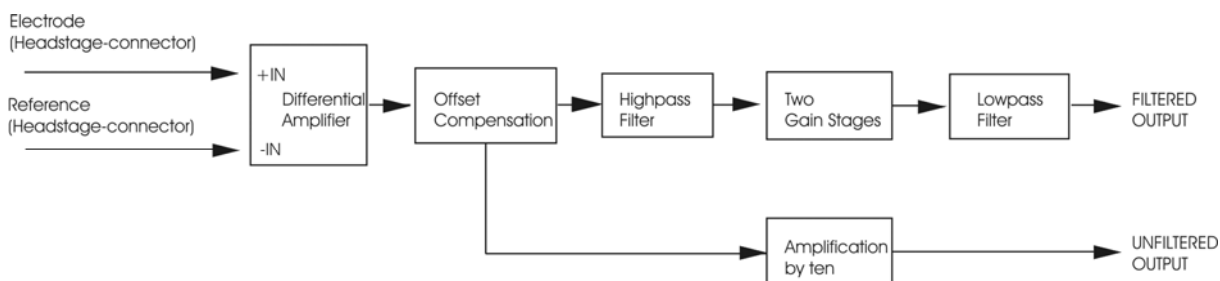 Electrode
(Headstage-connector)
+IN
Reference
(Headstage-connector)
-IN
Differential
Amplifier
Offset
Compensation
Highpass
Filter
Two
Gain Stages
Lowpass
Filter
FILTERED
OUTPUT
Amplification
by ten
UNFILTERED
OUTPUT